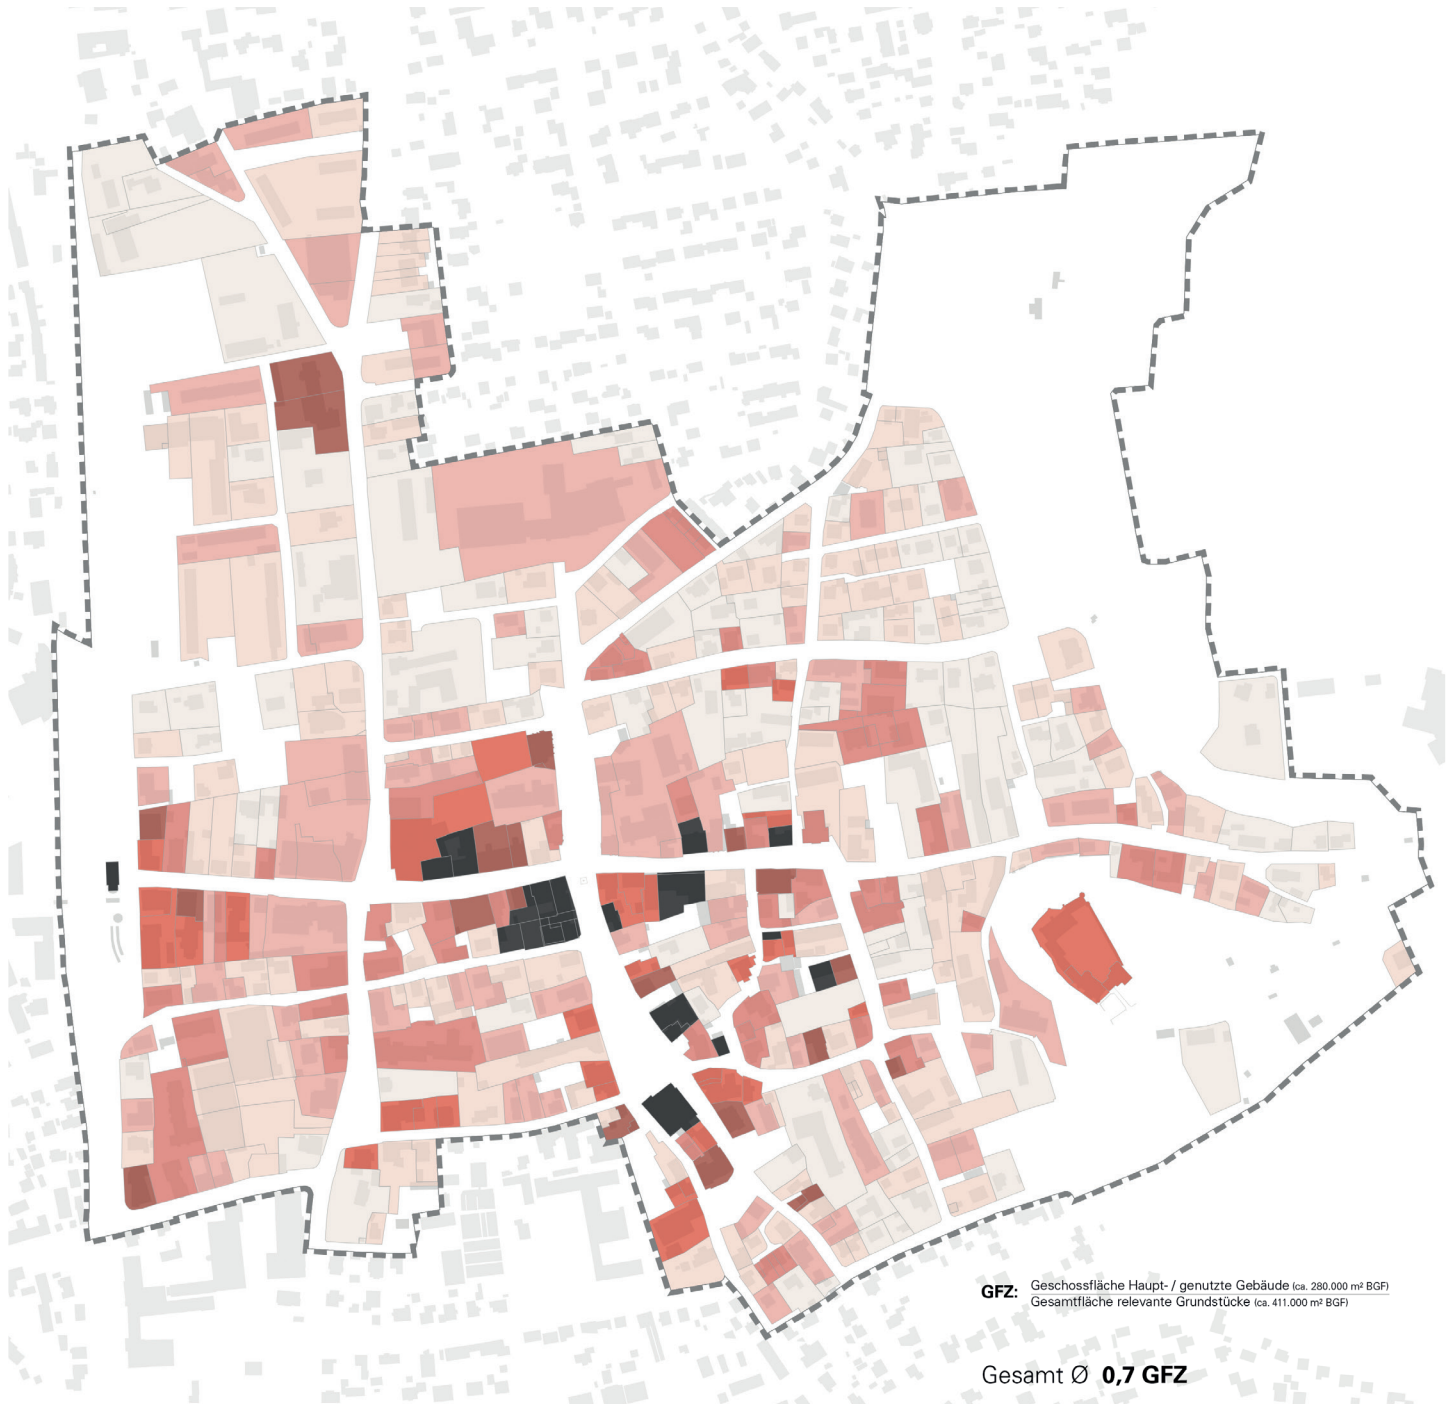 GFZ:
Geschossfläche Haupt- / genutzte Gebäude (ca. 280.000 m² BGF)
Gesamtfläche relevante Grundstücke (ca. 411.000 m² BGF)
Gesamt Ø 0,7 GFZ